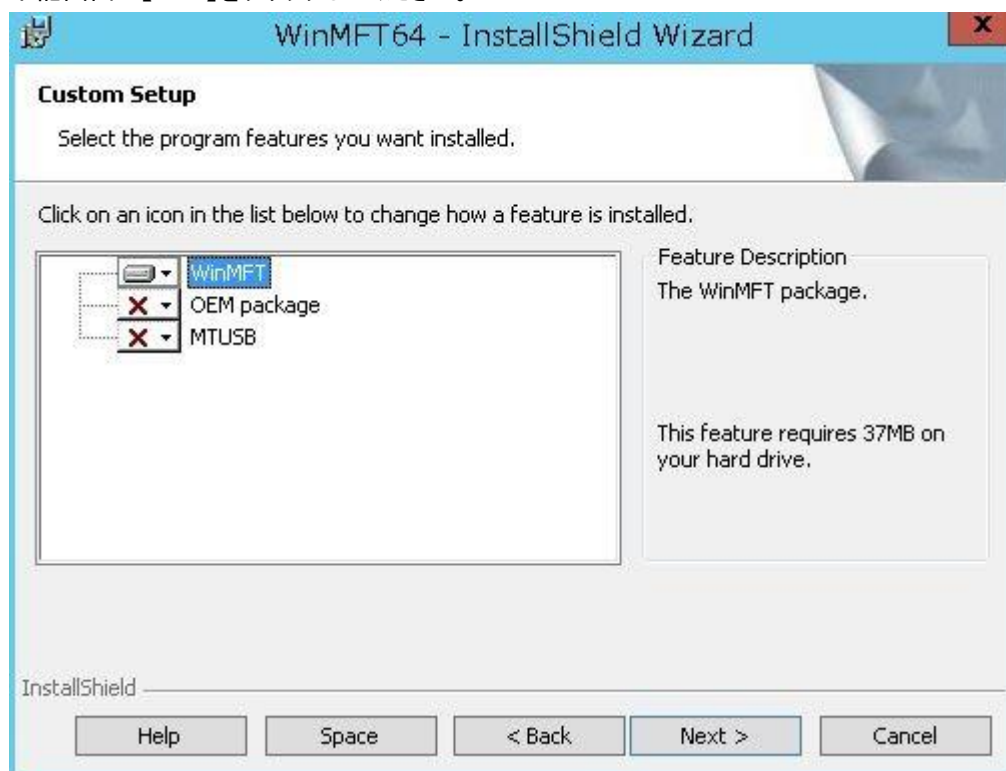 WinMFT64 - InstallShield Wizard
Custom Setup
Select the program features you want installed.
Click on an icon in the list below to change how a feature is installed.
WinMFT
OEM package
MTUSB
Feature Description
The WinMFT package.
This feature requires 37MB on
your hard drive.
InstallShield
Help
Space
< Back
Next >
Cancel